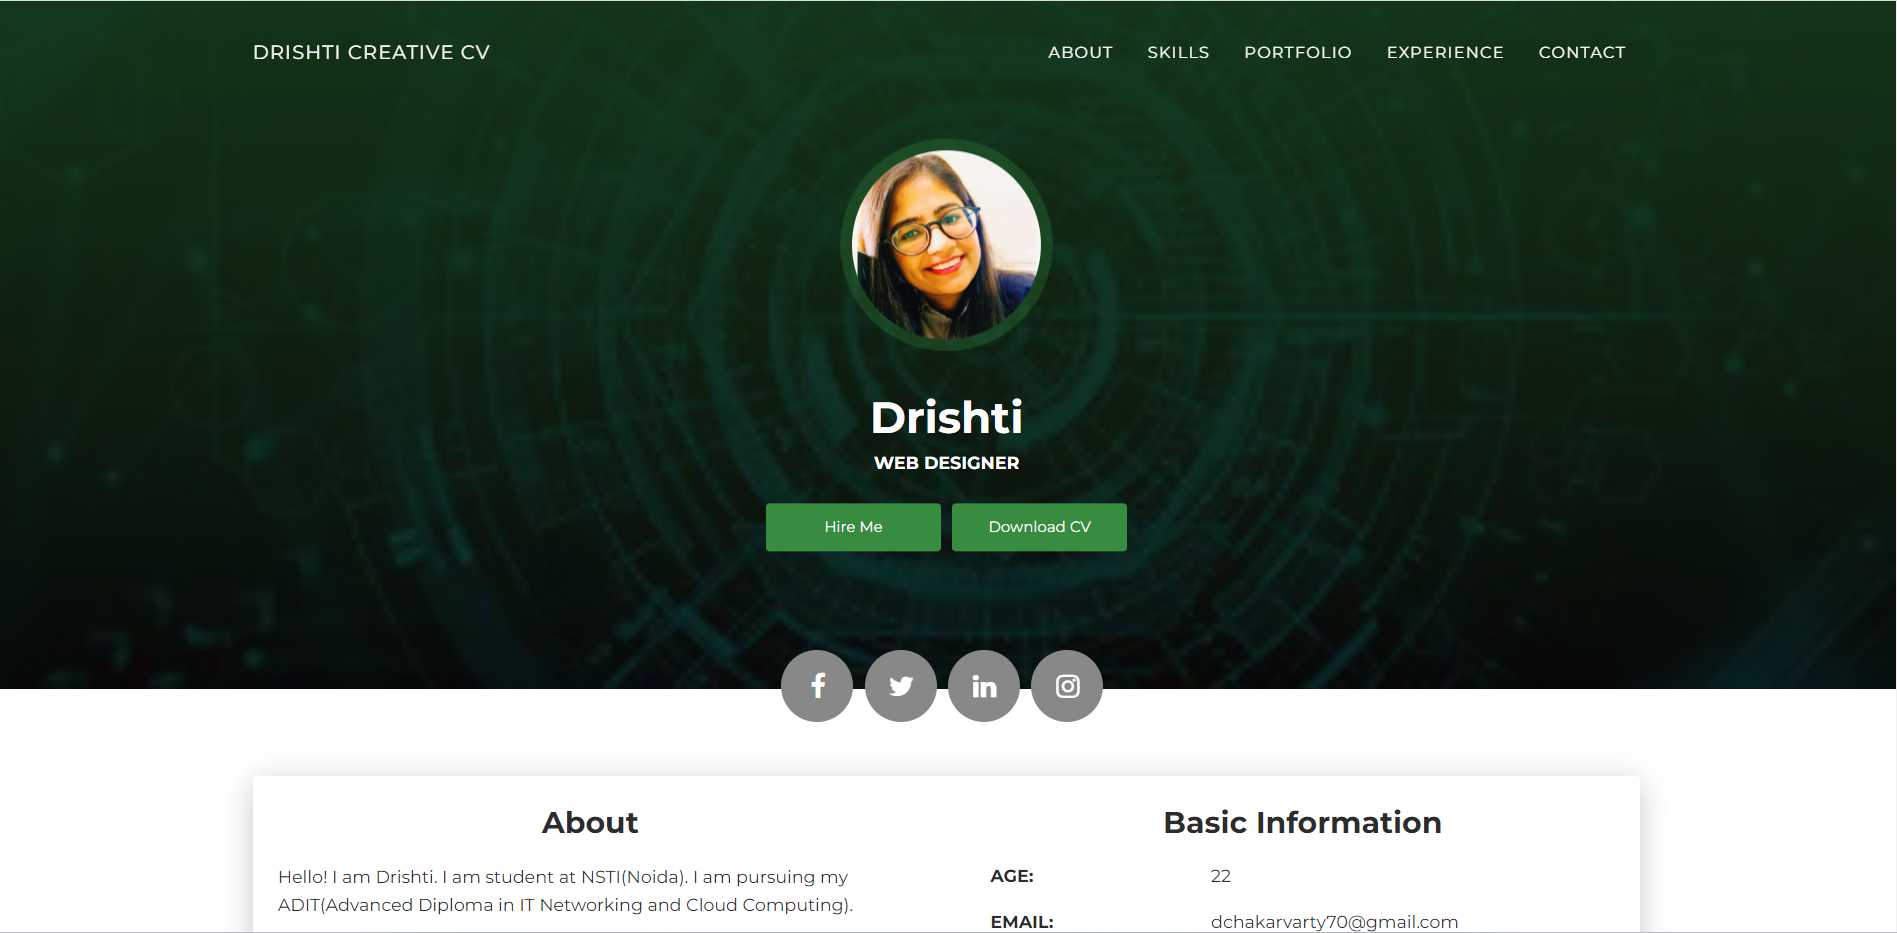 DRISHTI CREATIVE CV
ABOUT SKILLS PORTFOLIO EXPERIENCE CONTACT
Drishti
WEB DESIGNER
Hire Me
Download CV
About
Hello! I am Drishti. I am student at NSTI(Noida). I am pursuing my
ADIT(Advanced Diploma in IT Networking and Cloud Computing).
Basic Information
AGE: 22
EMAIL: dchakarvarty70@gmail.com